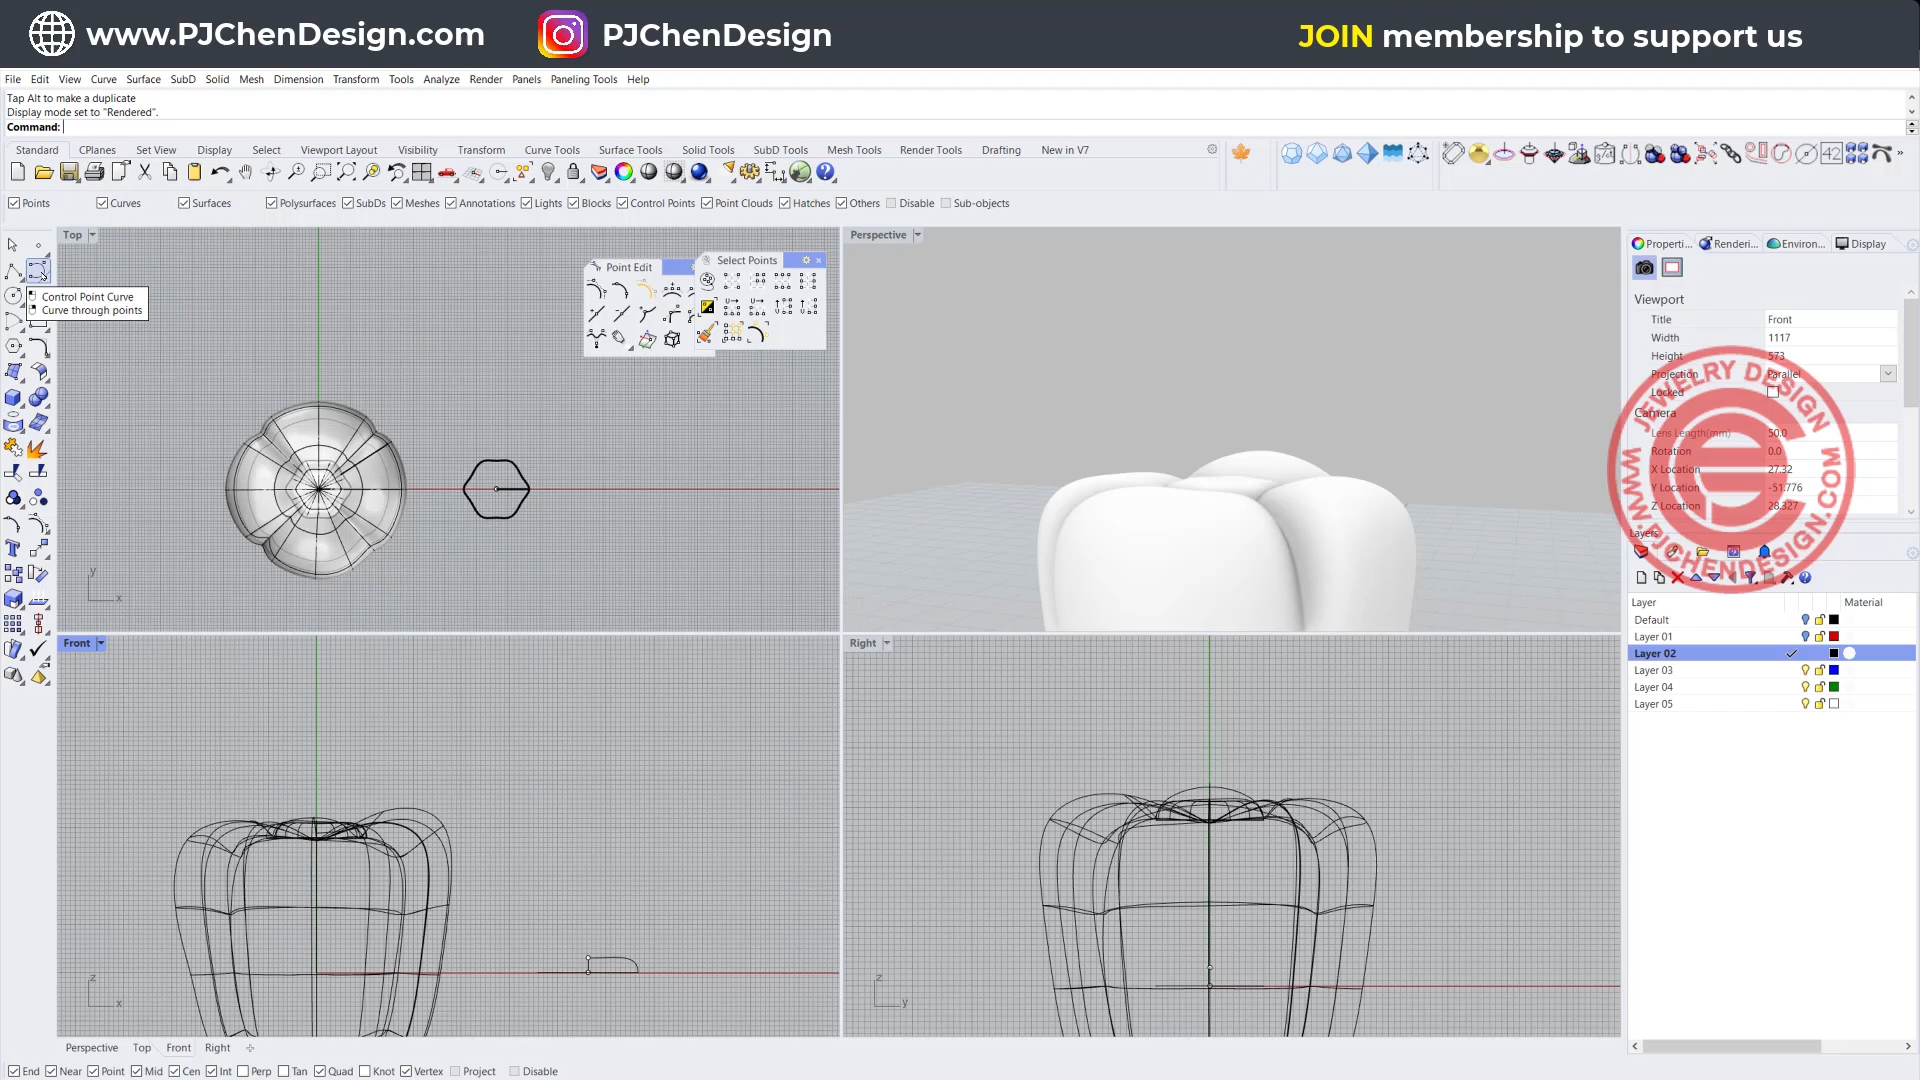 www.PJChenDesign.com PJChenDesign JOIN membership to support us
File Edit View Curve Surface SubD Solid Mesh Dimension Transform Tools Analyze Render Panels Paneling Tools Help
Tap Alt to make a duplicate
Display mode set to "Rendered".
Command:
Standard CPlanes Set View Display Select Viewport Layout Visibility Transform Curve Tools Surface Tools Solid Tools SubD Tools Mesh Tools Render Tools Drafting New in V7
Points Curves Surfaces Polysurfaces SubDs Meshes Annotations Lights Blocks Control Points Point Clouds Hatches Others Disable Sub-objects
Top
Perspective
Point Edit
Select Points
Control Point Curve
Curve through points
y
x
Front
z
x
Right
z
y
Properti... Renderi... Environ... Display
Viewport
Title Front
Width 1117
Height 573
Projection Parallel
Locked
Camera
Lens Length(mm) 50.0
Rotation 0.0
X Location 27.32
Y Location -51.776
Z Location 28.327
JEWELRY DESIGN
WWW.PJCHENDESIGN.COM
Layers
Layer Material
Default
Layer 01
Layer 02
Layer 03
Layer 04
Layer 05
Perspective Top Front Right
End Near Point Mid Cen Int Perp Tan Quad Knot Vertex Project Disable